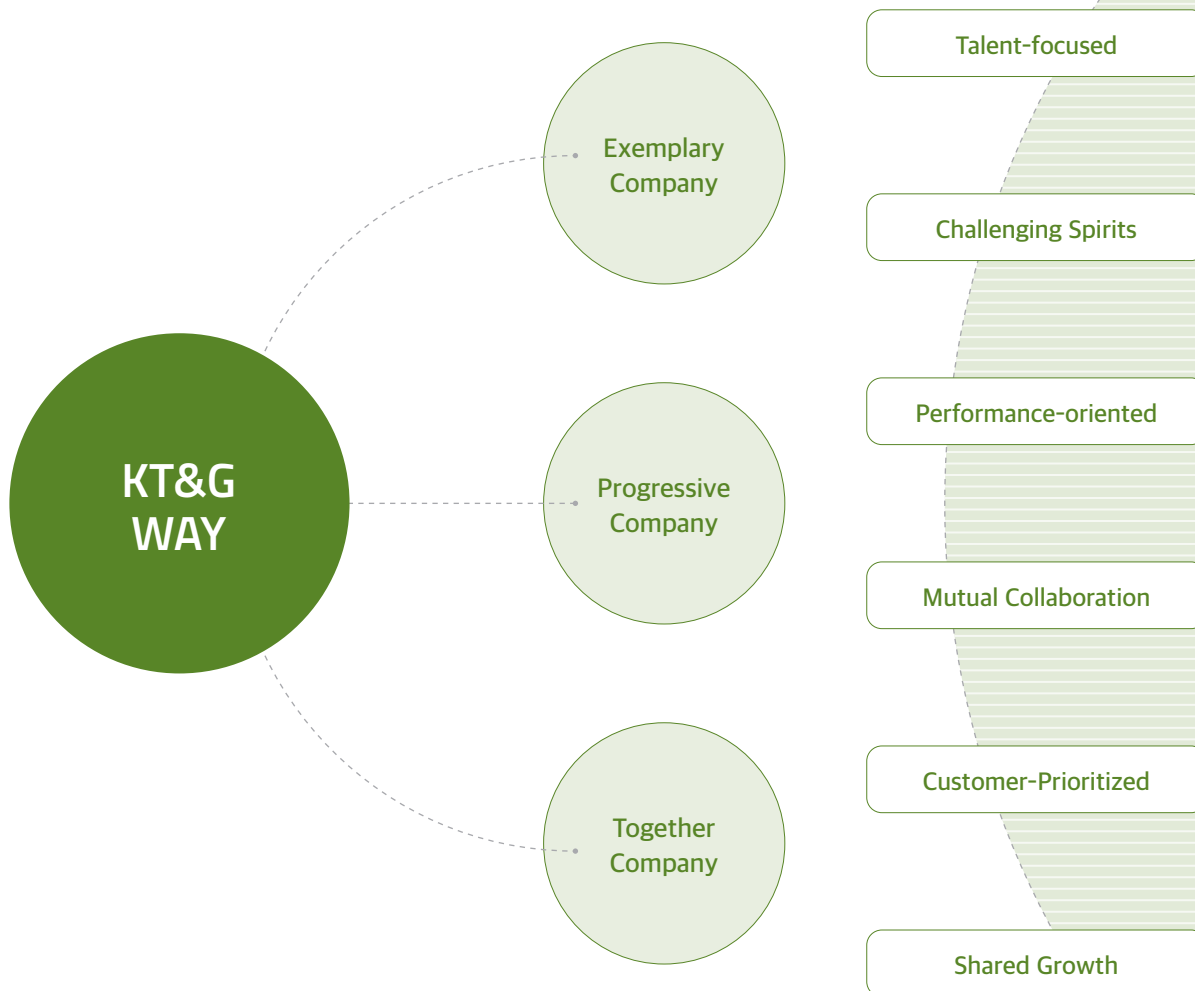 KT&G
WAY
Exemplary
Company
Progressive
Company
Together
Company
Talent-focused
Challenging Spirits
Performance-oriented
Mutual Collaboration
Customer-Prioritized
Shared Growth